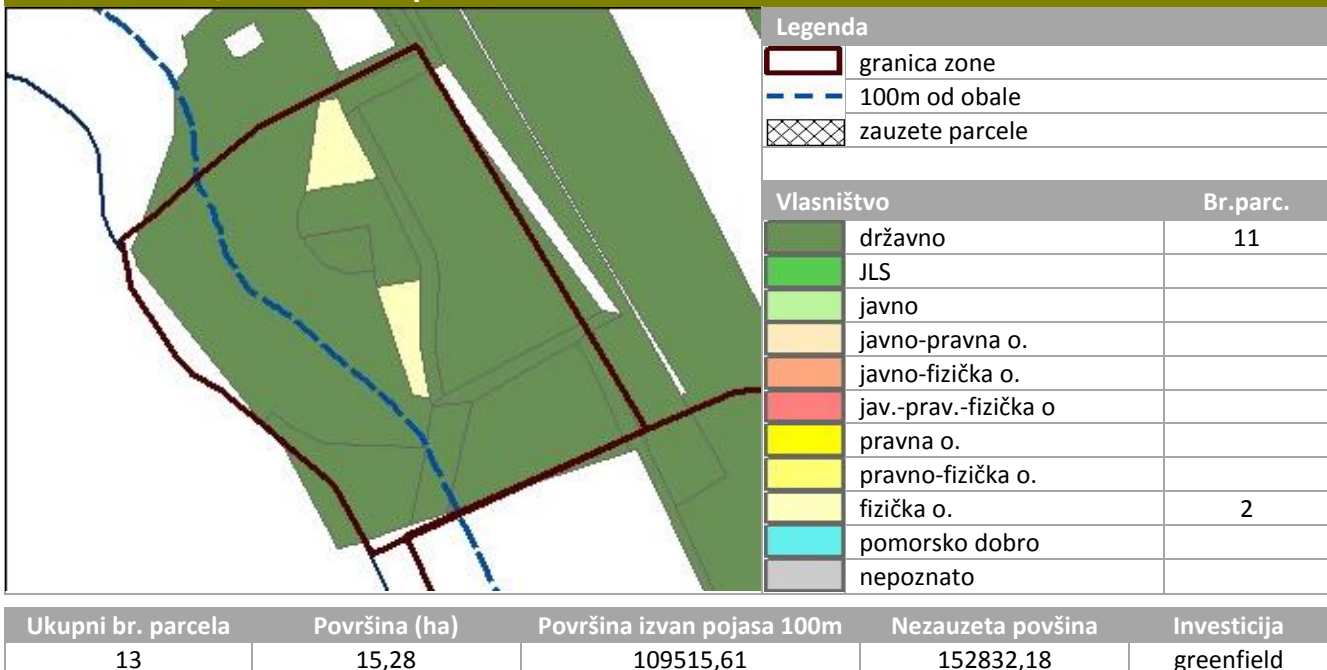 Legenda
granica zone
100m od obale
zauzete parcele
Vlasništvo Br.parc.
državno 11
JLS
javno
javno-pravna o.
javno-fizička o.
jav.-prav.-fizička o
pravna o.
pravno-fizička o.
fizička o. 2
pomorsko dobro
nepoznato
Ukupni br. parcela Površina (ha) Površina izvan pojasa 100m Nezauzeta povšina Investicija
13 15,28 109515,61 152832,18 greenfield